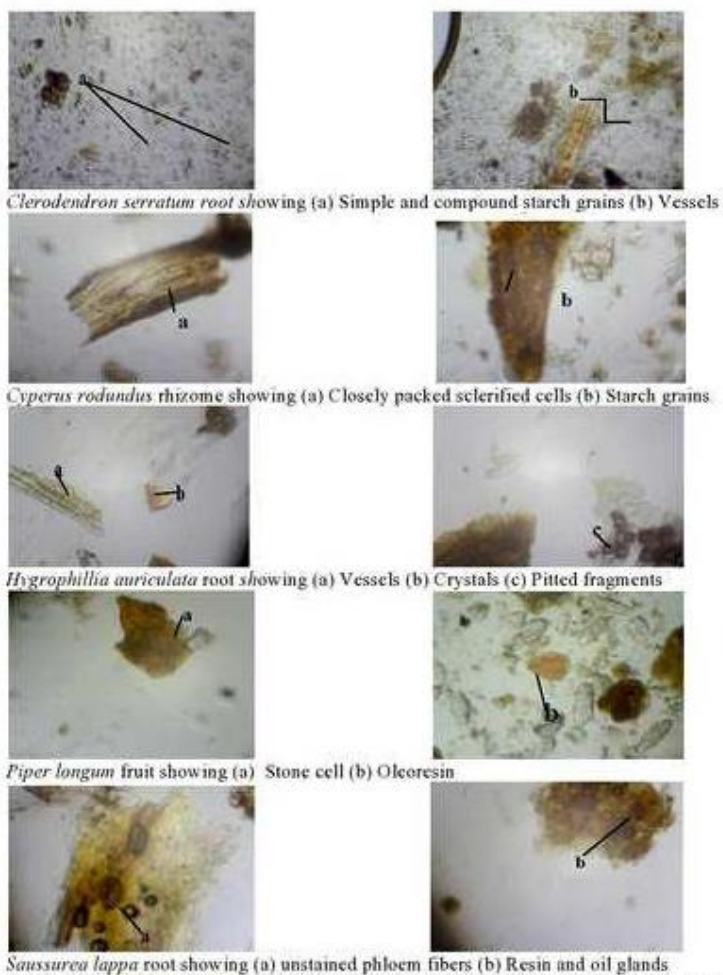 a
b
Clerodendron serratum root showing (a) Simple and compound starch grains (b) Vessels
a
b
Cyperus rodundus rhizome showing (a) Closely packed sclerified cells (b) Starch grains
a
b
c
Hygrophillia auriculata root showing (a) Vessels (b) Crystals (c) Pitted fragments
a
b
Piper longum fruit showing (a) Stone cell (b) Oleoresin
a
b
Saussurea lappa root showing (a) unstained phloem fibers (b) Resin and oil glands